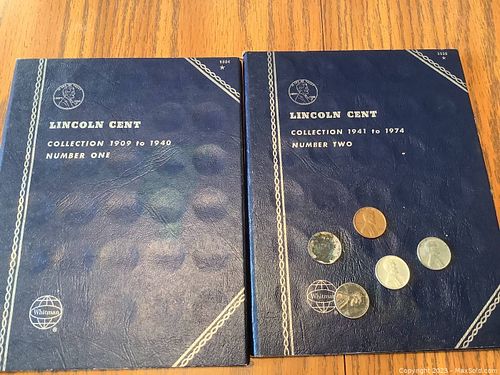 LINCOLN CENT
COLLECTION 1909 to 1940
NUMBER ONE
Whitman
®
LINCOLN CENT
COLLECTION 1941 to 1974
NUMBER TWO
Whitman
Copyright 2023 - MaxSold.com